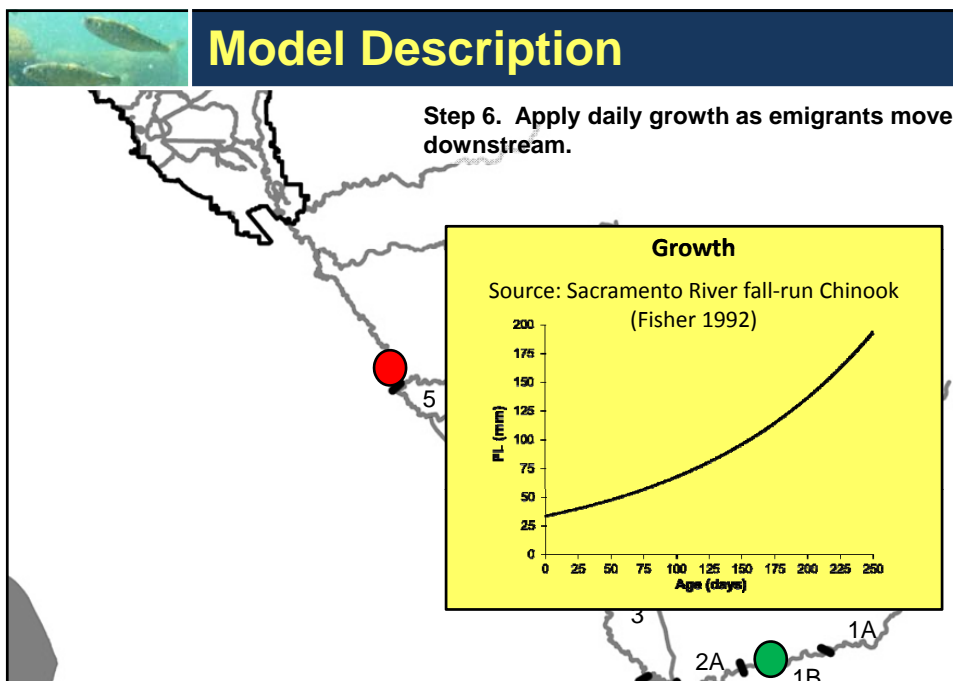 Model Description
Step 6.  Apply daily growth as emigrants move
downstream.
Growth
Source: Sacramento River fall-run Chinook
(Fisher 1992)
200
175
150
125
100
75
50
25
0
FL (mm)
0 25 50 75 100 125 150 175 200 225 250
Age (days)
5
3
1A
2A
1B